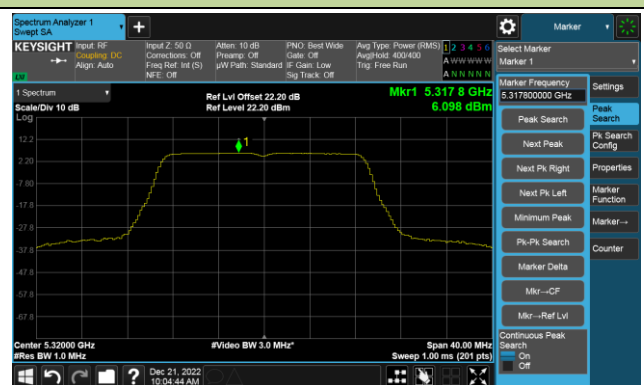 Spectrum Analyzer 1
Swept SA
+
Marker
KEYSIGHT
Input: RF
Coupling: DC
Align: Auto
Input Z: 50 Ω
Corrections: Off
Freq Ref: Int (S)
NFE: Off
Atten: 10 dB
Preamp: Off
µW Path: Standard
PNO: Best Wide
Gate: Off
IF Gain: Low
Sig Track: Off
Avg Type: Power (RMS)
Avg|Hold: 400/400
Trig: Free Run
1 2 3 4 5 6
A W W W W W
A N N N N N
LW
Select Marker
Marker 1
1 Spectrum
Scale/Div 10 dB
Log
Ref Lvl Offset 22.20 dB
Ref Level 22.20 dBm
Mkr1 5.317 8 GHz
6.098 dBm
1
12.2
2.20
-7.80
-17.8
-27.8
-37.8
-47.8
-57.8
-67.8
Center 5.32000 GHz
#Res BW 1.0 MHz
#Video BW 3.0 MHz*
Span 40.00 MHz
Sweep 1.00 ms (201 pts)
Marker Frequency
5.317800000 GHz
Peak Search
Next Peak
Next Pk Right
Next Pk Left
Minimum Peak
Pk-Pk Search
Marker Delta
Mkr→CF
Mkr→Ref Lvl
Continuous Peak
Search
On
Off
Settings
Peak
Search
Pk Search
Config
Properties
Marker
Function
Marker→
Counter
?
Dec 21, 2022
10:04:44 AM